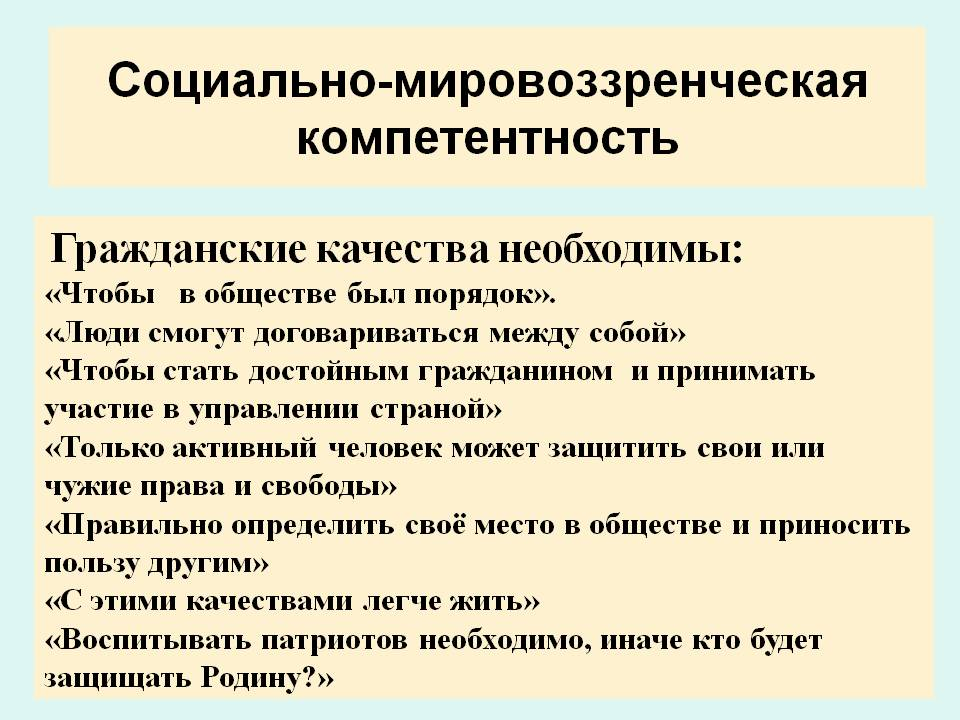 Социально-мировоззренческая
компетентность
Гражданские качества необходимы:
«Чтобы в обществе был порядок».
«Люди смогут договариваться между собой»
«Чтобы стать достойным гражданином и принимать
участие в управлении страной»
«Только активный человек может защитить свои или
чужие права и свободы»
«Правильно определить своё место в обществе и приносить
пользу другим»
«С этими качествами легче жить»
«Воспитывать патриотов необходимо, иначе кто будет
защищать Родину?»